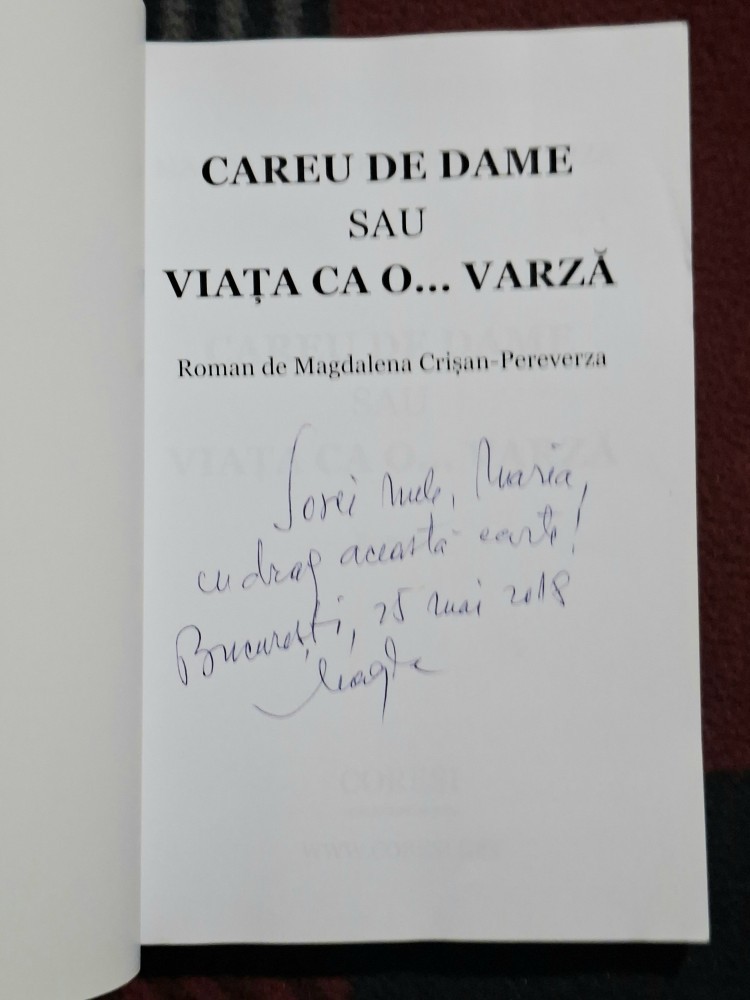 CAREU DE DAME
SAU
VIAȚA CA O... VARZĂ
Roman de Magdalena Crișan-Pereverza
Sorei mele, Maria,
cu drag această carte!
București, 25 mai 2018
Magda